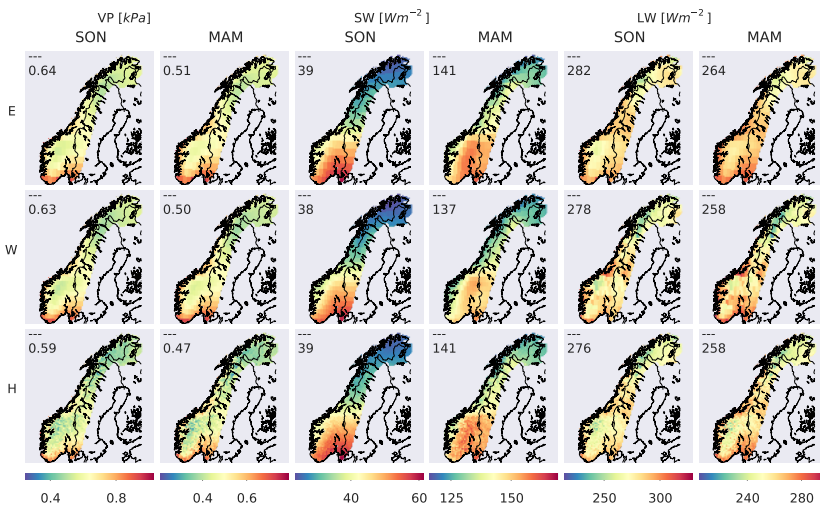 VP [kPa] SW [Wm⁻²] LW [Wm⁻²]
SON MAM SON MAM SON MAM
--- --- --- --- --- ---
0.64 0.51 39 141 282 264
E
--- --- --- --- --- ---
0.63 0.50 38 137 278 258
W
--- --- --- --- --- ---
0.59 0.47 39 141 276 258
H
0.4 0.8 0.4 0.6 40 60 125 150 250 300 240 280